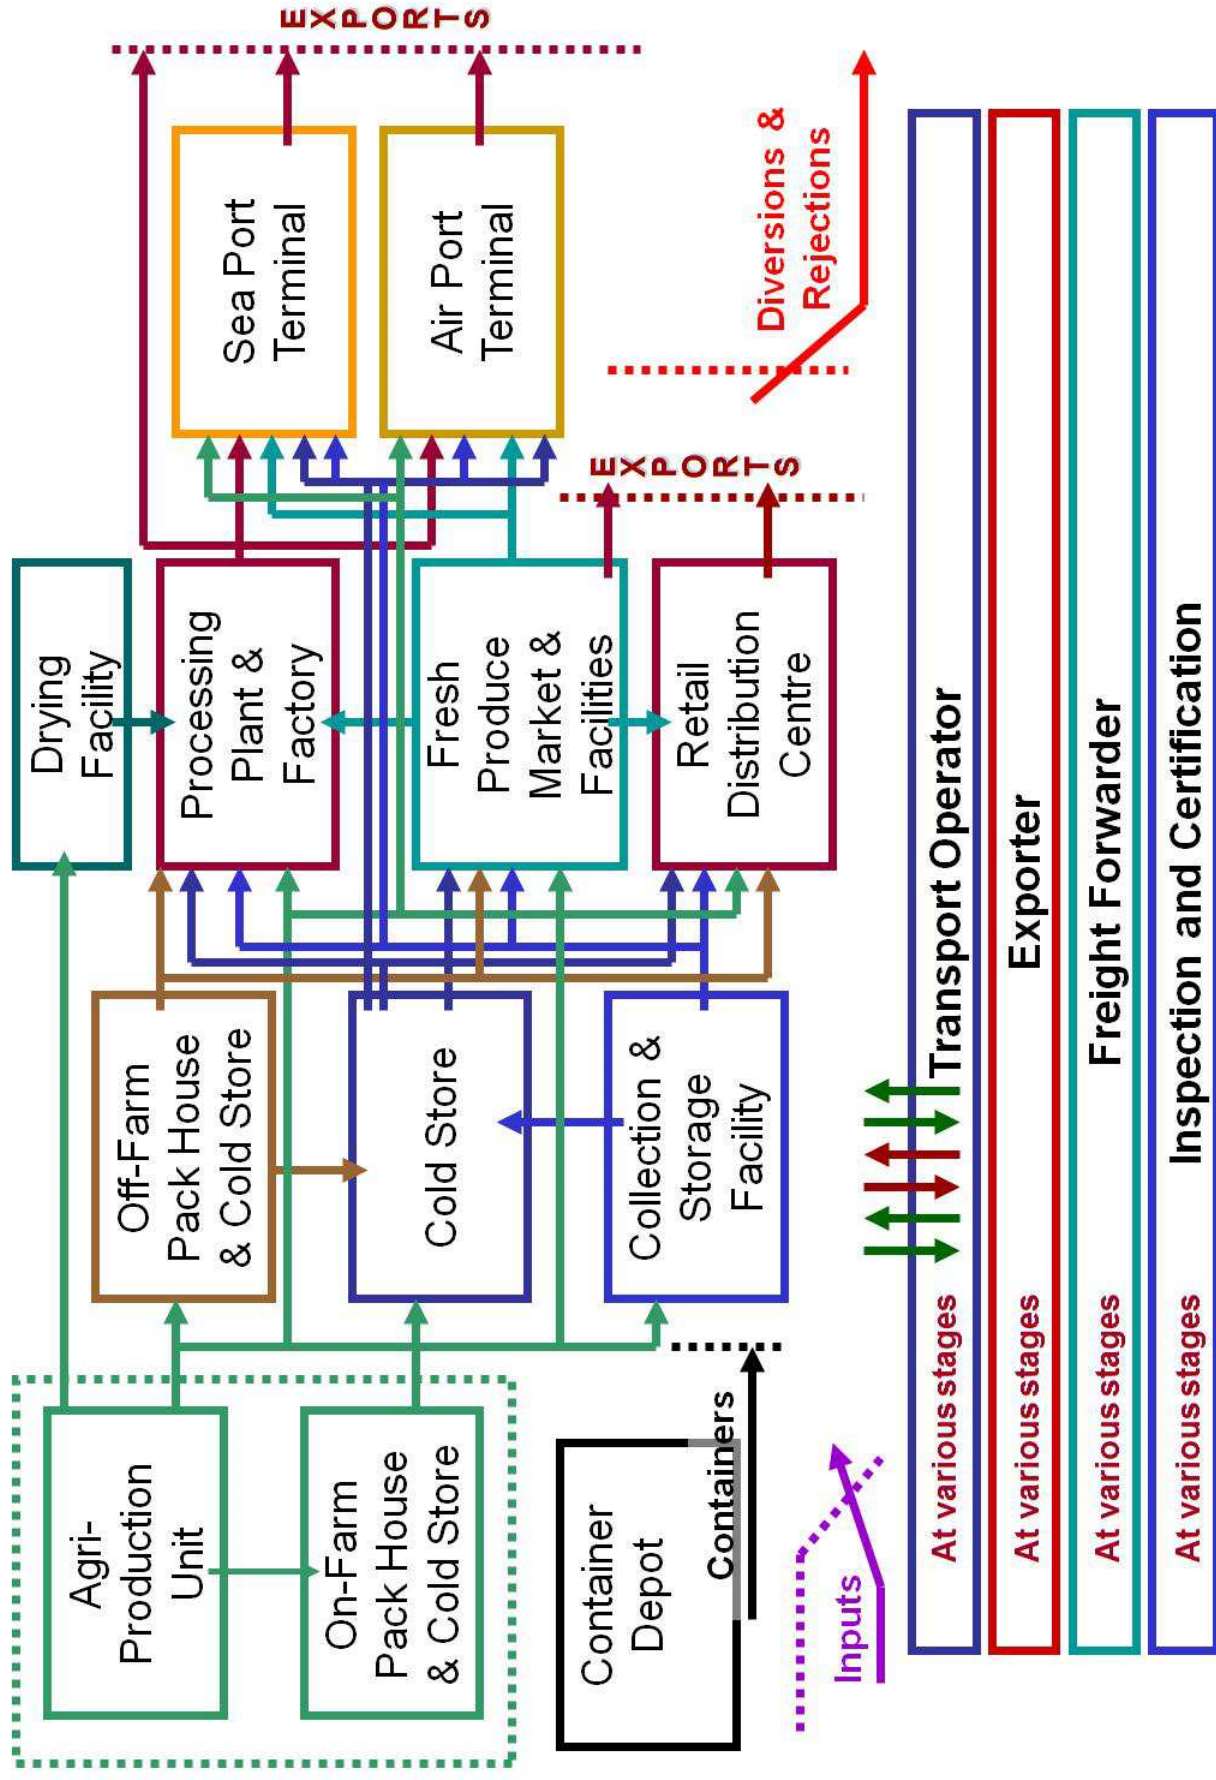 Agri-
Production
Unit
On-Farm
Pack House
& Cold Store
Container
Depot
Containers
Inputs
Off-Farm
Pack House
& Cold Store
Cold Store
Collection &
Storage
Facility
Drying
Facility
Processing
Plant &
Factory
Fresh
Produce
Market &
Facilities
Retail
Distribution
Centre
EXPORTS
Sea Port
Terminal
Air Port
Terminal
EXPORTS
Diversions &
Rejections
At various stages Transport Operator
At various stages Exporter
At various stages Freight Forwarder
At various stages Inspection and Certification